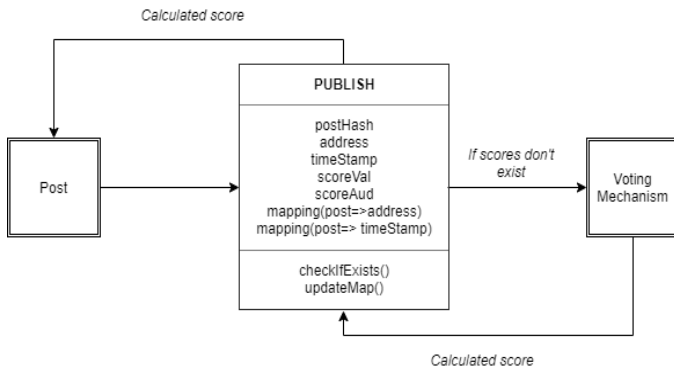 Calculated score
PUBLISH
postHash
address
timeStamp
scoreVal
scoreAud
mapping(post=>address)
mapping(post=> timeStamp)
checkIfExists()
updateMap()
Post
If scores don't
exist
Voting
Mechanism
Calculated score